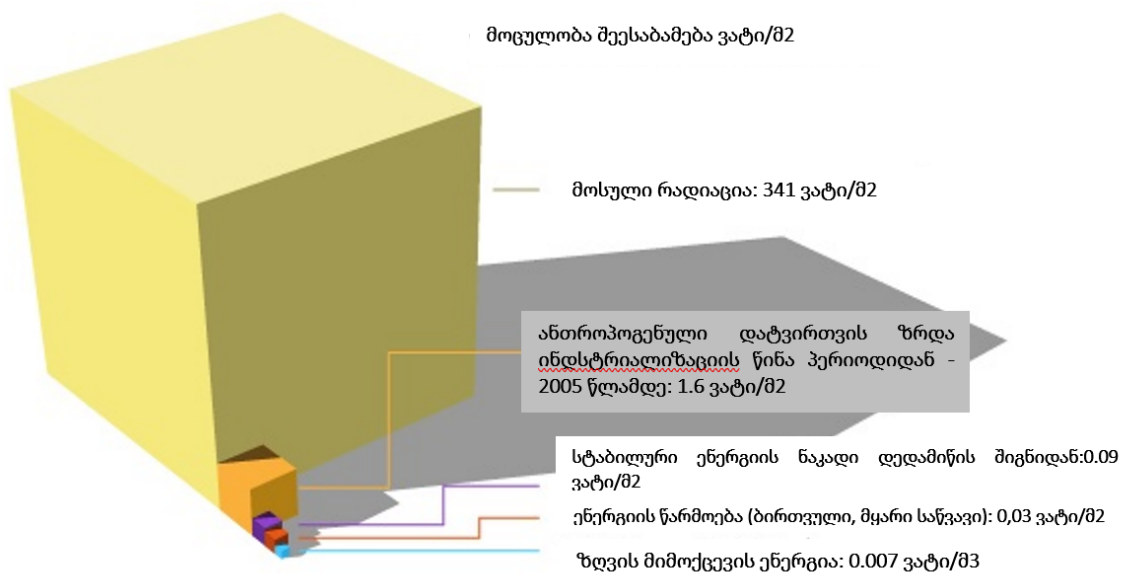 მოცულობა შეესაბამება ვატი/მ2
მოსული რადიაცია: 341 ვატი/მ2
ანთროპოგენული დატვირთვის ზრდა
ინდსტრიალიზაციის წინა პერიოდიდან -
2005 წლამდე: 1.6 ვატი/მ2
სტაბილური ენერგიის ნაკადი დედამიწის შიგნიდან:0.09
ვატი/მ2
ენერგიის წარმოება (ბირთვული, მყარი საწვავი): 0,03 ვატი/მ2
ზღვის მიმოქცევის ენერგია: 0.007 ვატი/მ3